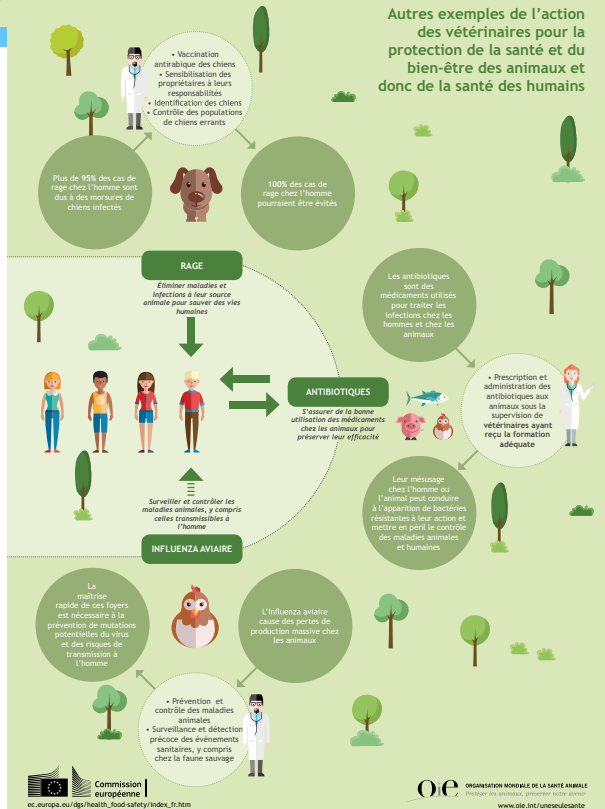 Autres exemples de l'action
des vétérinaires pour la
protection de la santé et du
bien-être des animaux et
donc de la santé des humains
• Vaccination
antirabique des chiens
• Sensibilisation des
propriétaires à leurs
responsabilités
• Identification des chiens
• Contrôle des populations
de chiens errants
Plus de 95% des cas de
rage chez l'homme sont
dus à des morsures de
chiens infectés
100% des cas de
rage chez l'homme
pourraient être évités
RAGE
Éliminer maladies et
infections à leur source
animale pour sauver des vies
humaines
Les antibiotiques
sont des
médicaments utilisés
pour traiter les
infections chez les
hommes et chez les
animaux
• Prescription et
administration des
antibiotiques aux
animaux sous la
supervision de
vétérinaires ayant
reçu la formation
adéquate
ANTIBIOTIQUES
S'assurer de la bonne
utilisation des médicaments
chez les animaux pour
préserver leur efficacité
Leur mésusage
chez l'homme ou
l'animal peut conduire
à l'apparition de bactéries
résistantes à leur action et
mettre en péril le contrôle
des maladies animales
et humaines
Surveiller et contrôler les
maladies animales, y compris
celles transmissibles à
l'homme
INFLUENZA AVIAIRE
La
maîtrise
rapide de ces foyers
est nécessaire à la
prévention de mutations
potentielles du virus
et des risques de
transmission à
l'homme
L'Influenza aviaire
cause des pertes de
production massive chez
les animaux
• Prévention et
contrôle des maladies
animales
• Surveillance et détection
précoce des événements
sanitaires, y compris
chez la faune sauvage
Commission
européenne
ec.europa.eu/dgs/health_food-safety/index_fr.htm
oie
ORGANISATION MONDIALE DE LA SANTÉ ANIMALE
Protéger les animaux, préserver notre avenir
www.oie.int/uneseulesante